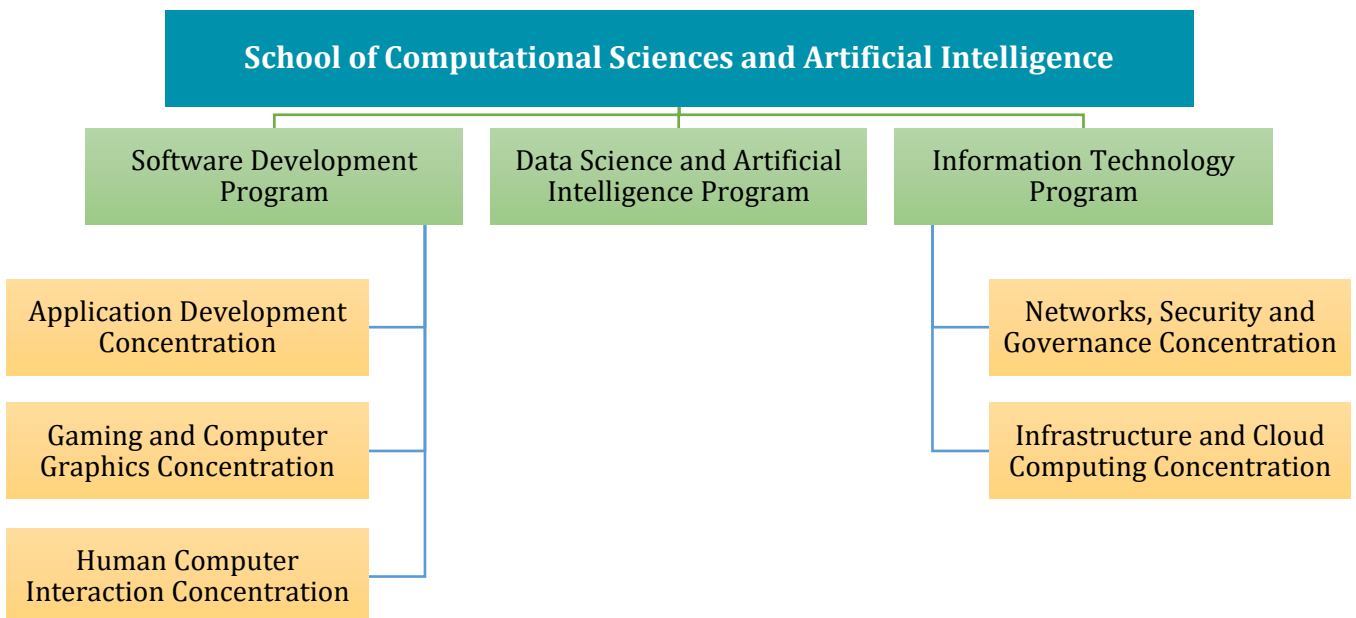 School of Computational Sciences and Artificial Intelligence
Software Development
Program
Data Science and Artificial
Intelligence Program
Information Technology
Program
Application Development
Concentration
Gaming and Computer
Graphics Concentration
Human Computer
Interaction Concentration
Networks, Security and
Governance Concentration
Infrastructure and Cloud
Computing Concentration